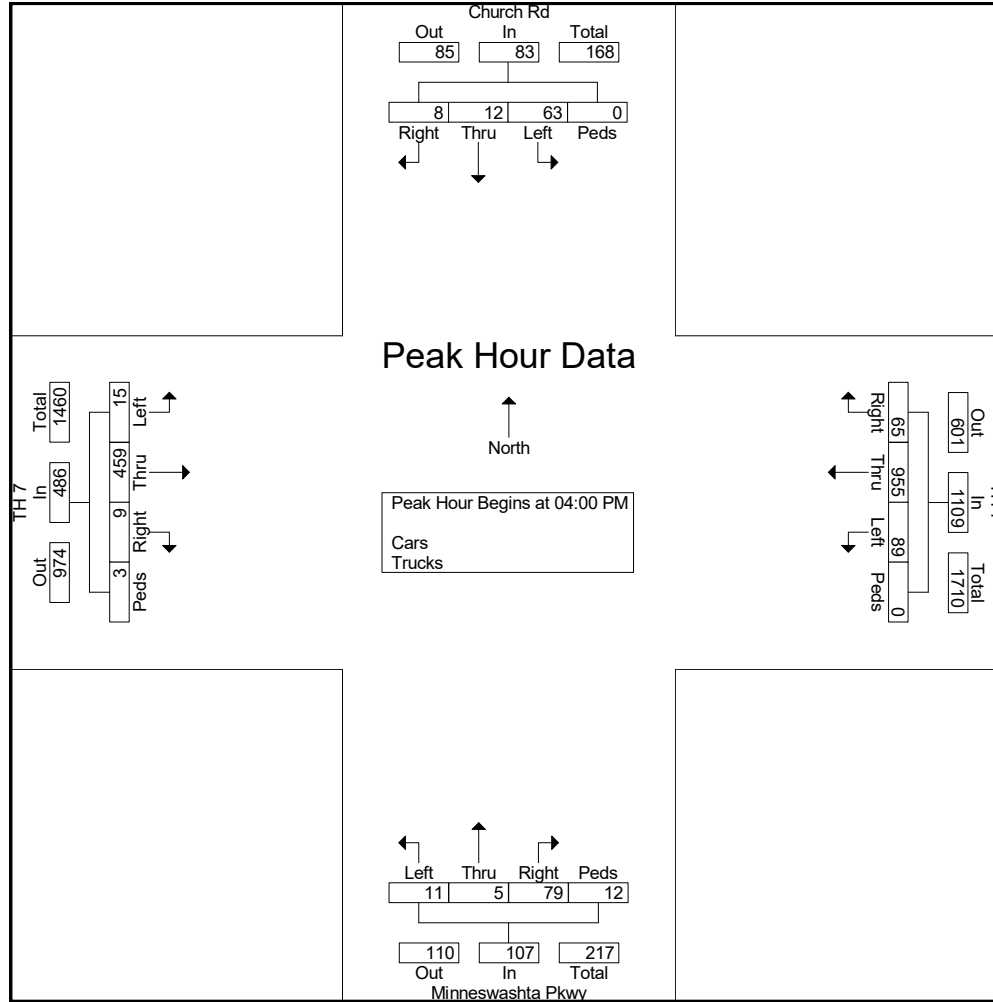 Church Rd
Out In Total
85 83 168
8 12 63 0
Right Thru Left Peds
Peak Hour Data
North
Peak Hour Begins at 04:00 PM
Cars
Trucks
TH 7
Out In Total
974 486 1460
15 459 9 3
Left Thru Right Peds
Out In Total
601 1109 1710
65 955 89 0
Right Thru Left Peds
Left Thru Right Peds
11 5 79 12
110 107 217
Out In Total
Minneswashta Pkwy